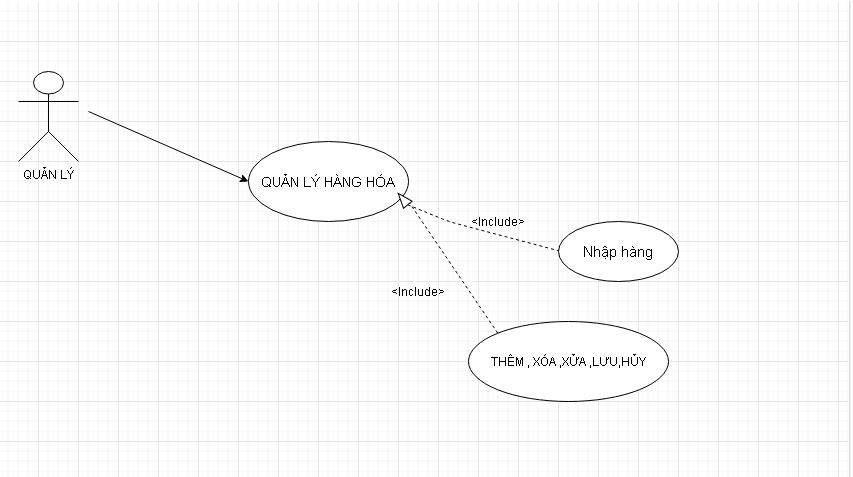 QUẢN LÝ
QUẢN LÝ HÀNG HÓA
<Include>
Nhập hàng
<Include>
THÊM , XÓA ,XỬA ,LƯU,HỦY